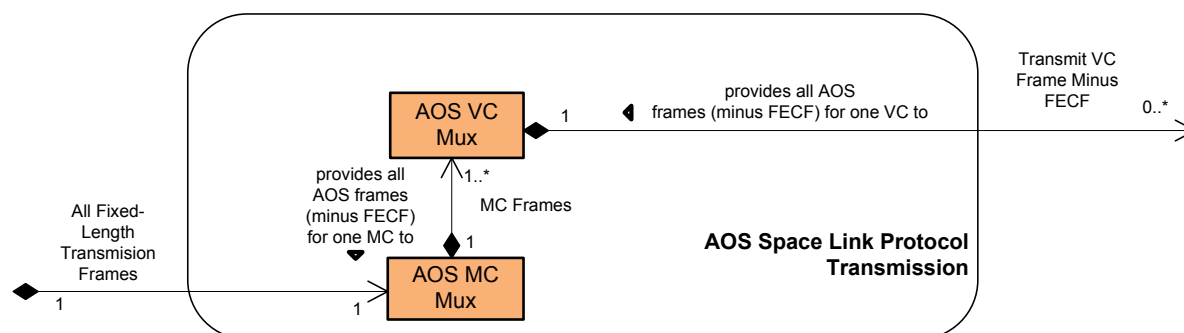 Transmit VC
Frame Minus
FECF
provides all AOS
frames (minus FECF) for one VC to
0..*
AOS VC
Mux
1
provides all
AOS frames
(minus FECF)
for one MC to
1..*
MC Frames
All Fixed-
Length
Transmision
Frames
1
AOS Space Link Protocol
Transmission
AOS MC
Mux
1
1